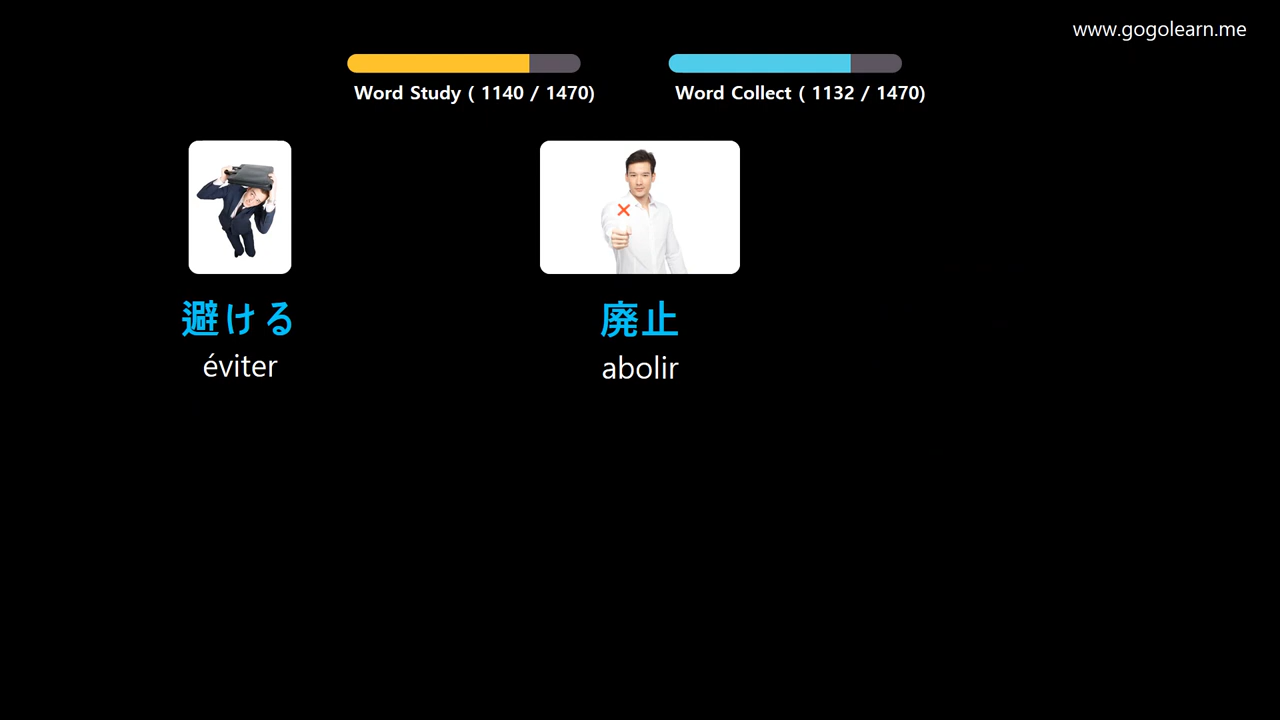 www.gogolearn.me
Word Study ( 1140 / 1470)
Word Collect ( 1132 / 1470)
避ける
éviter
廃止
abolir